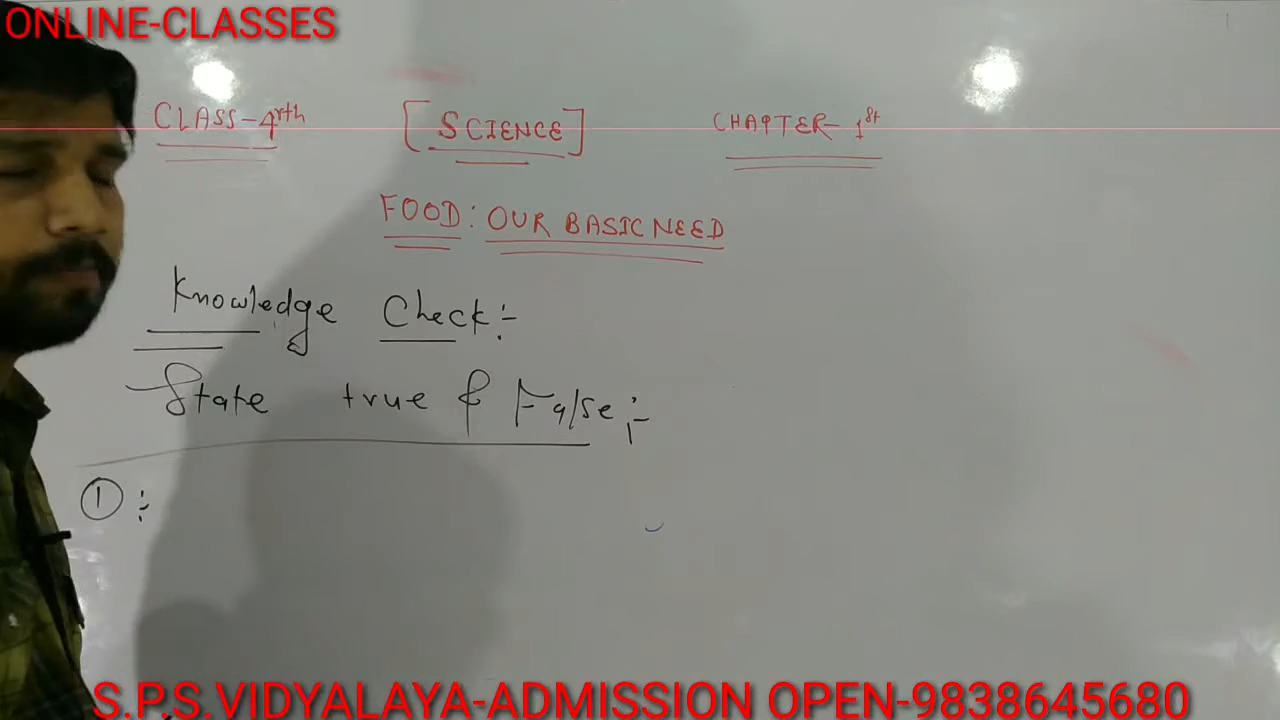 ONLINE-CLASSES
CLASS-4rth [SCIENCE] CHAPTER-1st
FOOD: OUR BASIC NEED
Knowledge Check:-
State true & False:-
①:-
S.P.S.VIDYALAYA-ADMISSION OPEN-9838645680